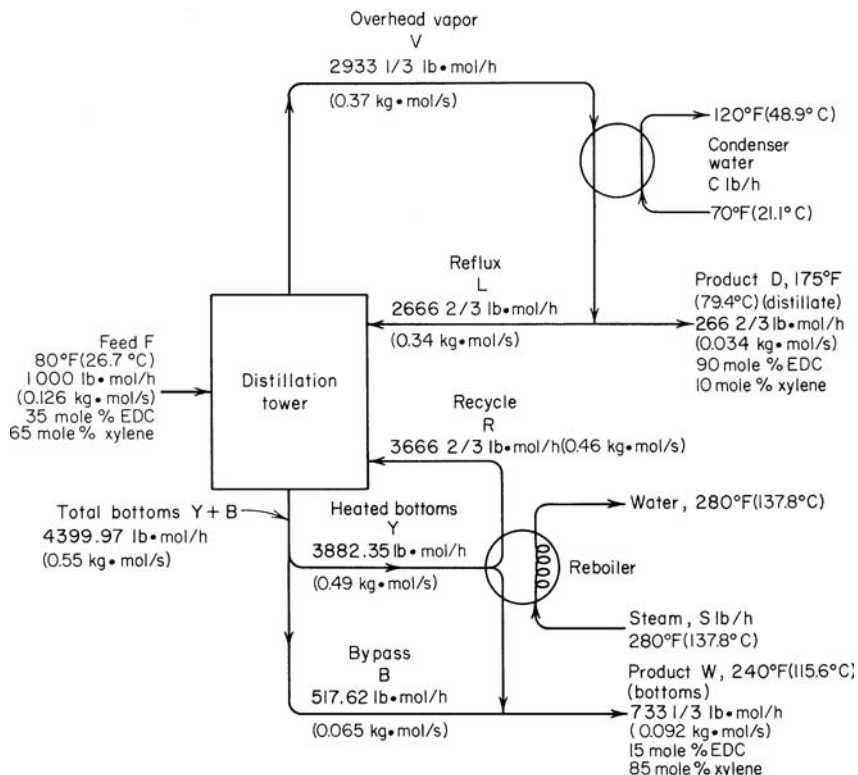 Overhead vapor
V
2933 1/3 lb•mol/h
(0.37 kg•mol/s)
120°F(48.9°C)
Condenser
water
C lb/h
70°F(21.1°C)
Reflux
L
2666 2/3 lb•mol/h
(0.34 kg•mol/s)
Product D, 175°F
(79.4°C) (distillate)
266 2/3 lb•mol/h
(0.034 kg•mol/s)
90 mole % EDC
10 mole % xylene
Feed F
80°F(26.7 °C)
1000 lb•mol/h
(0.126 kg•mol/s)
35 mole % EDC
65 mole % xylene
Distillation
tower
Recycle
R
3666 2/3 lb•mol/h(0.46 kg•mol/s)
Total bottoms Y+B
4399.97 lb•mol/h
(0.55 kg•mol/s)
Heated bottoms
Y
3882.35 lb•mol/h
(0.49 kg•mol/s)
Water, 280°F(137.8°C)
Reboiler
Steam, S lb/h
280°F(137.8°C)
Bypass
B
517.62 lb•mol/h
(0.065 kg•mol/s)
Product W, 240°F(115.6°C)
(bottoms)
733 1/3 lb•mol/h
(0.092 kg•mol/s)
15 mole % EDC
85 mole % xylene